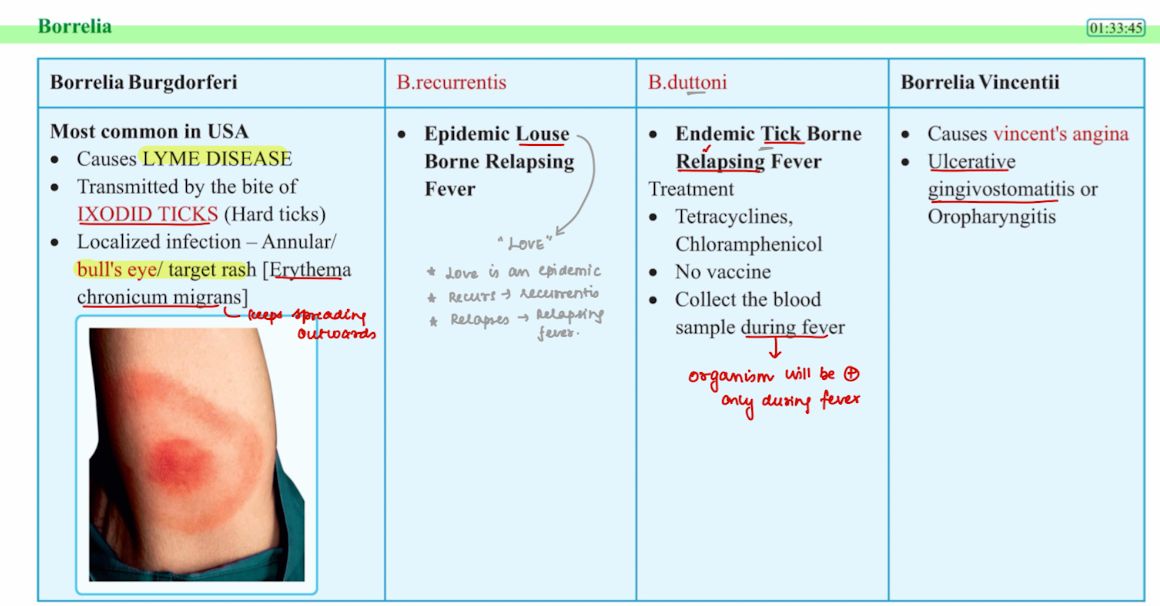 Borrelia
01:33:45
Borrelia Burgdorferi
B.recurrentis
B.duttoni
Borrelia Vincentii
Most common in USA
• Causes LYME DISEASE
• Transmitted by the bite of
IXODID TICKS (Hard ticks)
• Localized infection – Annular/
bull's eye/ target rash [Erythema
chronicum migrans]
keeps spreading
outwards
• Epidemic Louse
Borne Relapsing
Fever
"LOVE"
* Love is an epidemic
* Recurs → recurrentis
* Relapses → Relapsing
fever.
• Endemic Tick Borne
Relapsing Fever
Treatment
• Tetracyclines,
Chloramphenicol
• No vaccine
• Collect the blood
sample during fever
organism will be ⊕
only during fever
• Causes vincent's angina
• Ulcerative
gingivostomatitis or
Oropharyngitis